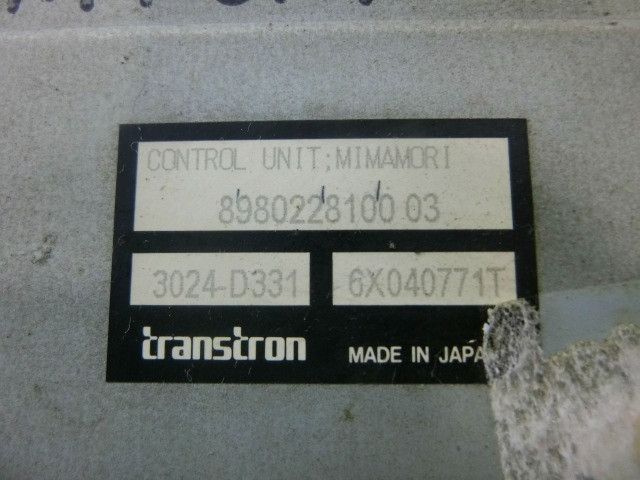 CONTROL UNIT;MIMAMORI
8980228100 03
3024-D331 6X040771T
transtron MADE IN JAPA